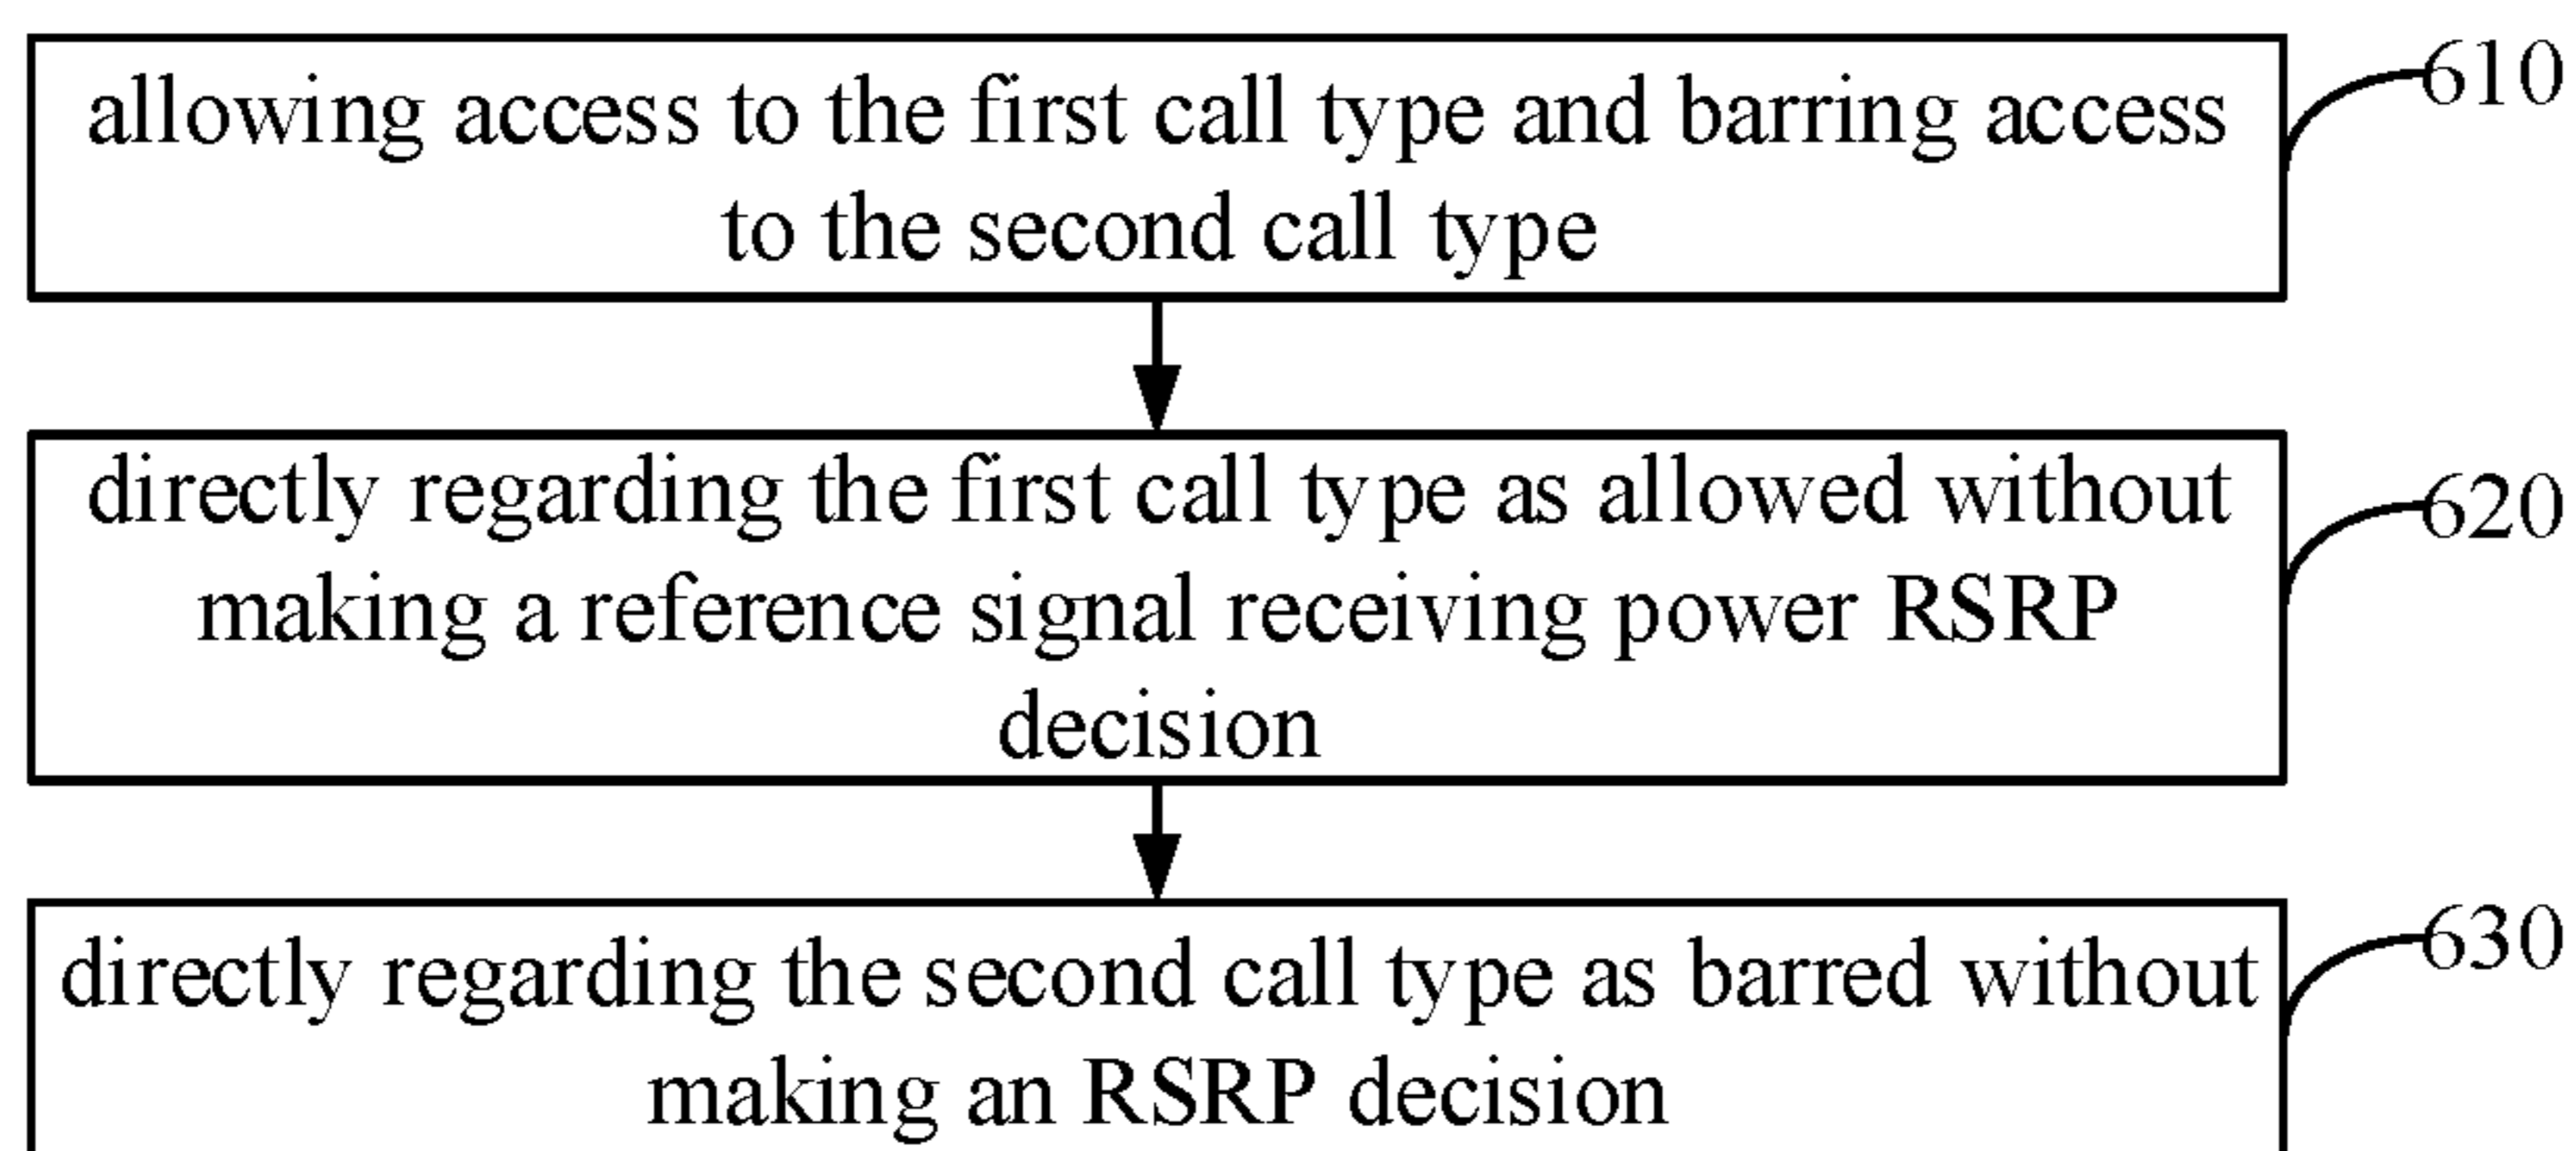 allowing access to the first call type and barring access
to the second call type
610
directly regarding the first call type as allowed without
making a reference signal receiving power RSRP
decision
620
directly regarding the second call type as barred without
making an RSRP decision
630